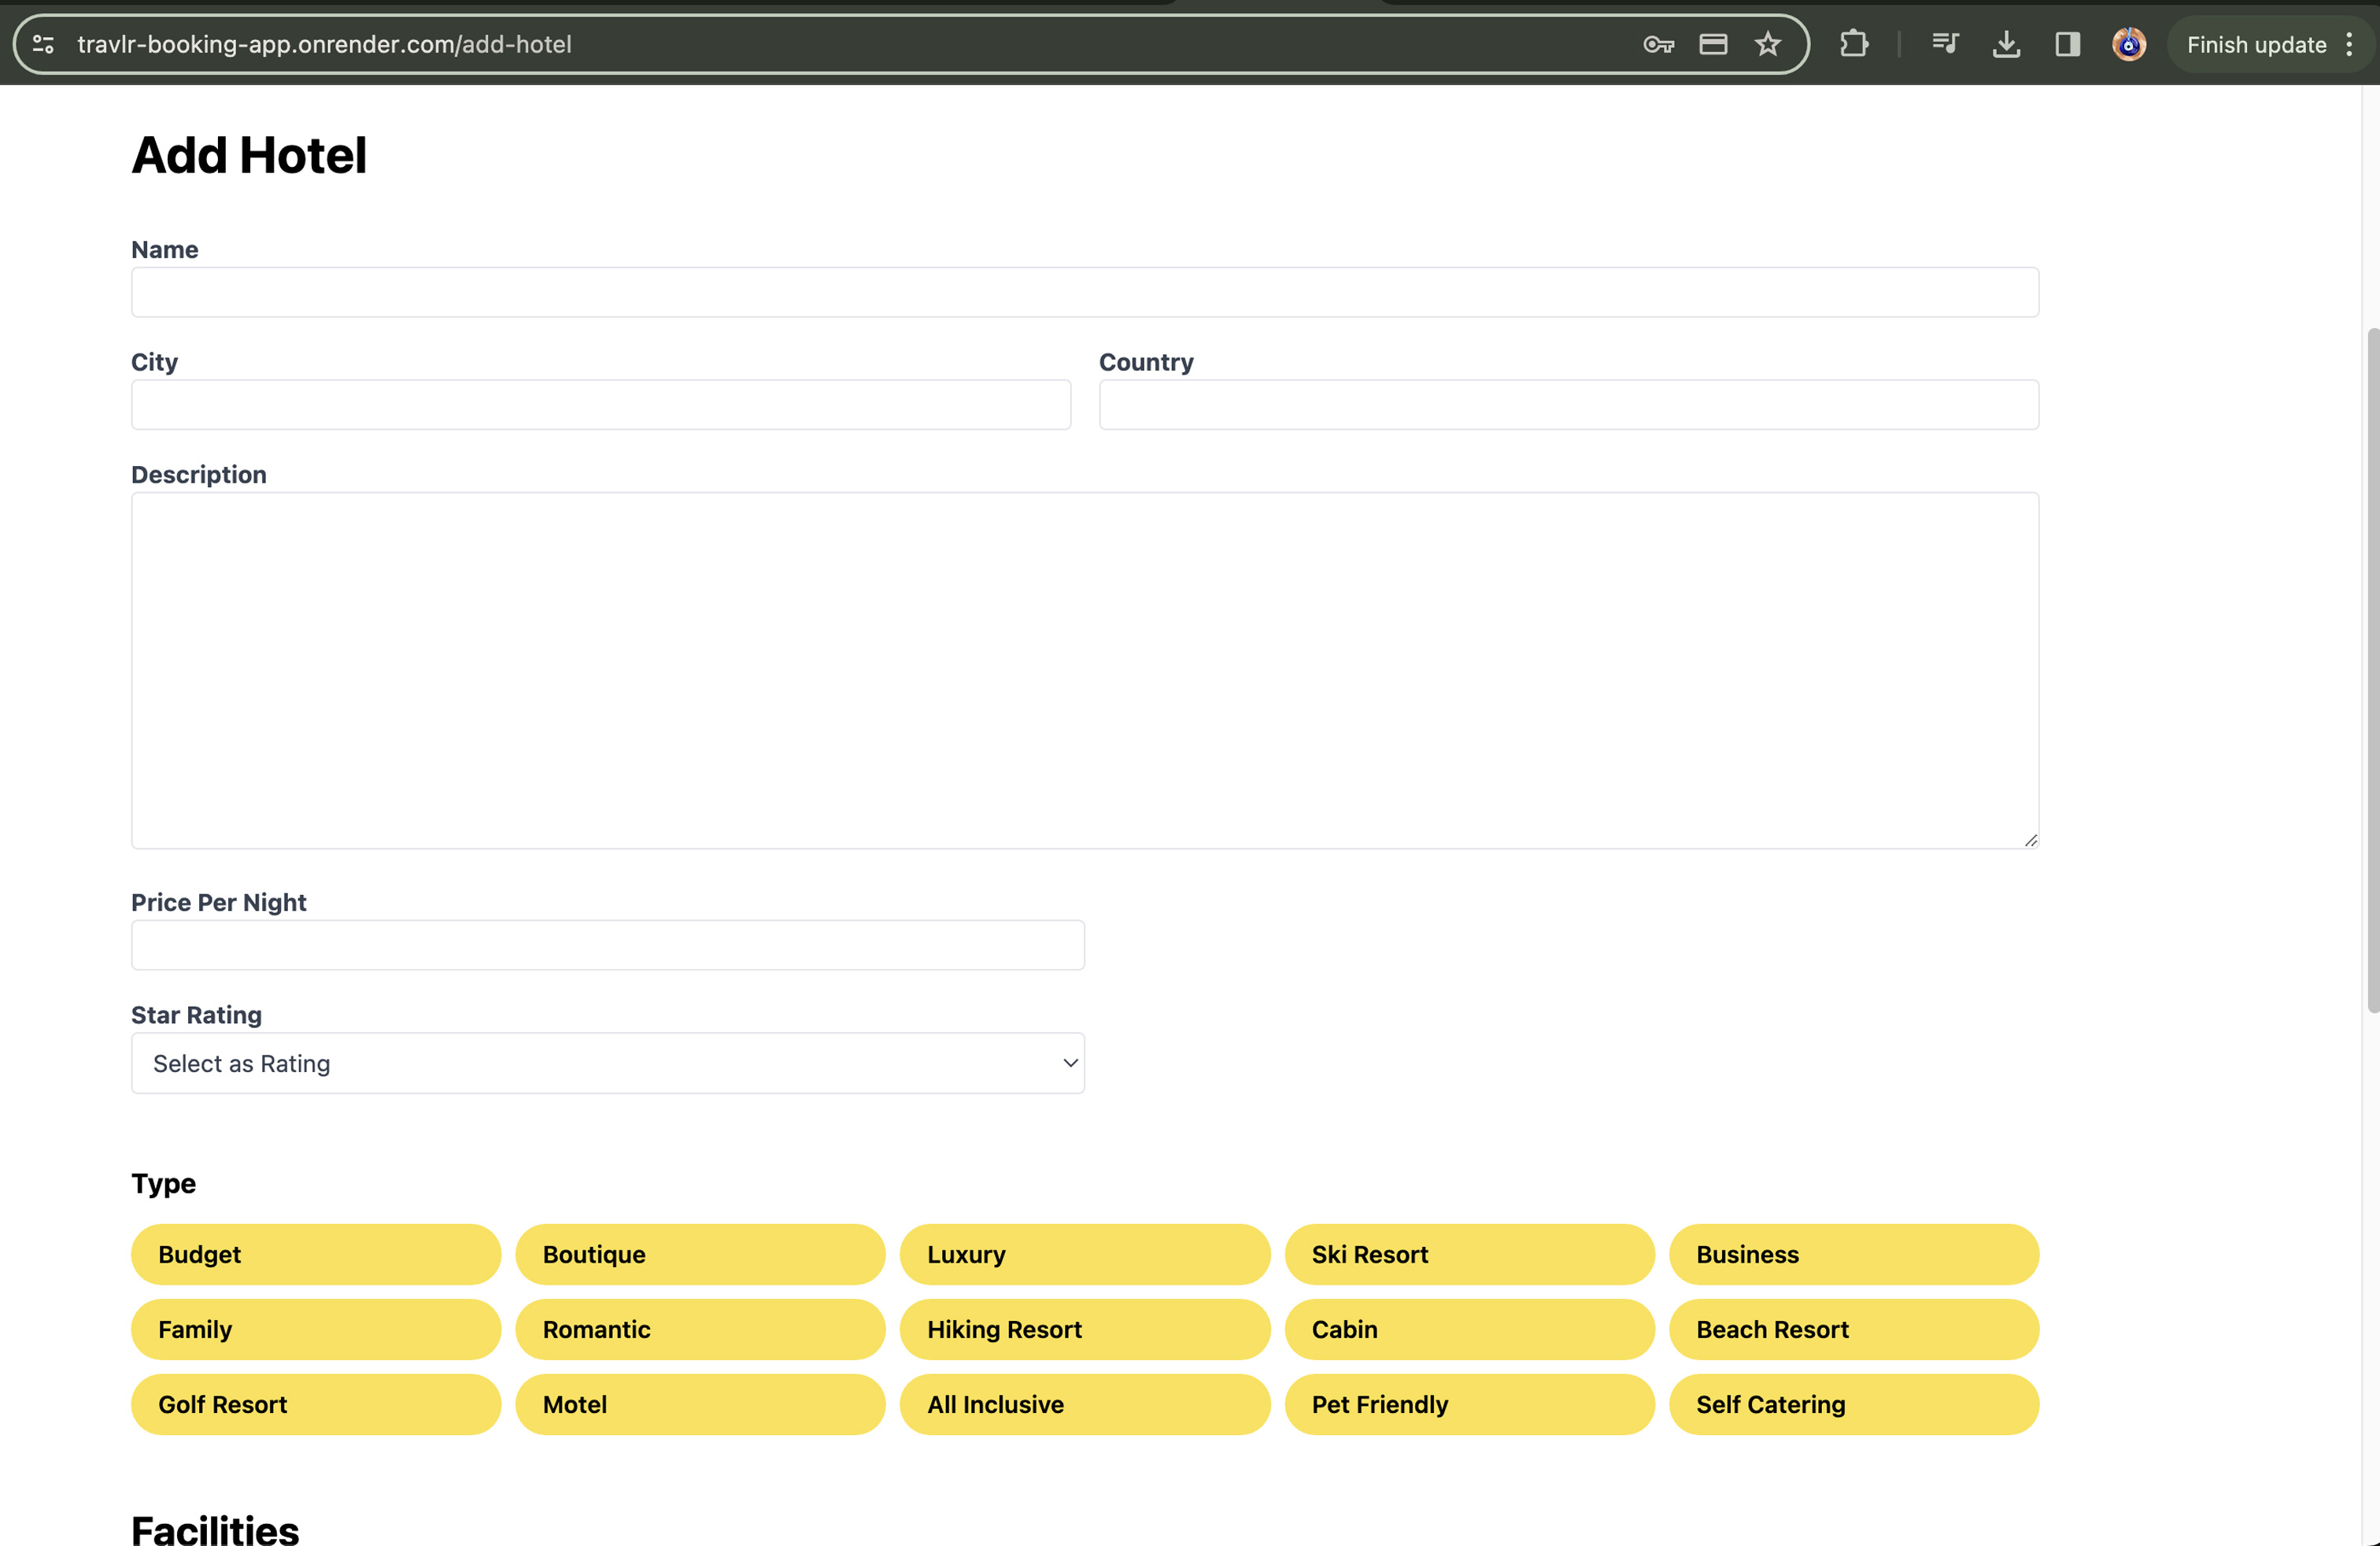 travlr-booking-app.onrender.com/add-hotel Finish update
Add Hotel
Name
City Country
Description
Price Per Night
Star Rating
Select as Rating
Type
Budget Boutique Luxury Ski Resort Business
Family Romantic Hiking Resort Cabin Beach Resort
Golf Resort Motel All Inclusive Pet Friendly Self Catering
Facilities